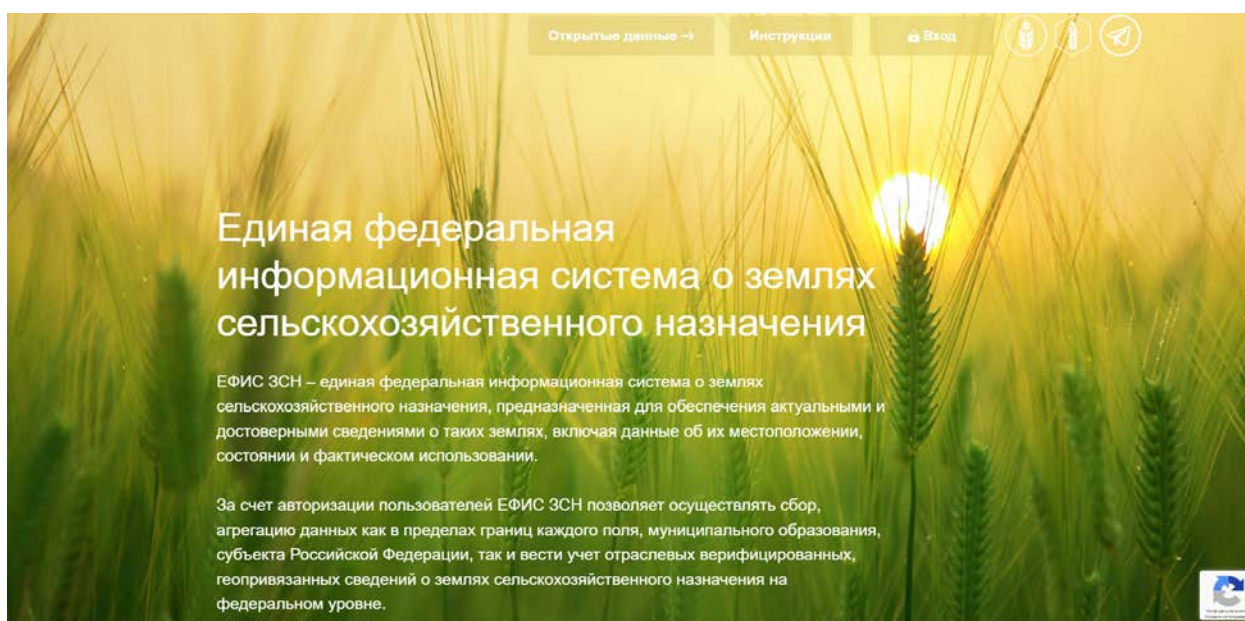 Открытые данные →
Инструкции
Вход
Единая федеральная
информационная система о землях
сельскохозяйственного назначения
ЕФИС ЗСН – единая федеральная информационная система о землях
сельскохозяйственного назначения, предназначенная для обеспечения актуальными и
достоверными сведениями о таких землях, включая данные об их местоположении,
состоянии и фактическом использовании.
За счет авторизации пользователей ЕФИС ЗСН позволяет осуществлять сбор,
агрегацию данных как в пределах границ каждого поля, муниципального образования,
субъекта Российской Федерации, так и вести учет отраслевых верифицированных,
геопривязанных сведений о землях сельскохозяйственного назначения на
федеральном уровне.